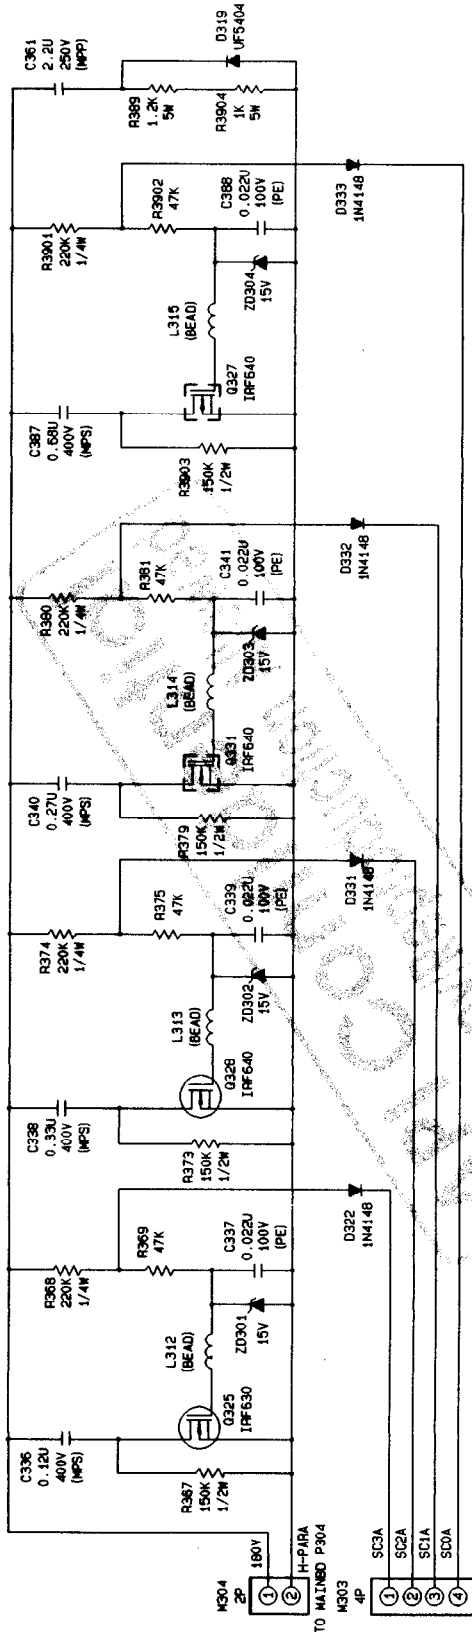 C336
0.12U
400V
(MPS)
R367
150K
1/2W
Q325
IRF630
L312
(BEAD)
R368
220K
1/4W
R369
47K
ZD301
15V
C337
0.022U
100V
(PE)
D322
1N4148
C338
0.33U
400V
(MPS)
R373
150K
1/2W
Q328
IRF640
L313
(BEAD)
R374
220K
1/4W
R375
47K
ZD302
15V
C339
0.022U
100V
(PE)
D331
1N4148
C340
0.27U
400V
(MPS)
R379
150K
1/2W
Q331
IRF640
L314
(BEAD)
R380
220K
1/4W
R381
47K
ZD303
15V
C341
0.022U
100V
(PE)
D332
1N4148
C387
0.68U
400V
(MPS)
R3903
150K
1/2W
Q327
IRF640
L315
(BEAD)
R3901
220K
1/4W
R3902
47K
ZD304
15V
C388
0.022U
100V
(PE)
D333
1N4148
C361
2.2U
250V
(MPP)
R389
1.2K
5W
R3904
1K
5W
D319
UF5404
M304
2P
1 180V
2 H-PARA
TO MAINBD P304
M303
4P
1 SC3A
2 SC2A
3 SC1A
4 SC0A